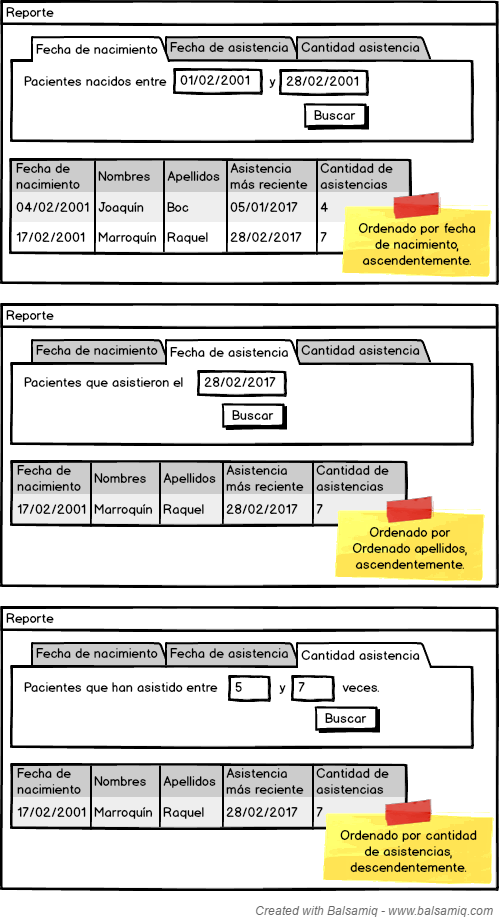 Reporte
Fecha de nacimiento Fecha de asistencia Cantidad asistencia
Pacientes nacidos entre 01/02/2001 y 28/02/2001
Buscar
Fecha de nacimiento Nombres Apellidos Asistencia más reciente Cantidad de asistencias
04/02/2001 Joaquín Boc 05/01/2017 4
17/02/2001 Marroquín Raquel 28/02/2017 7
Ordenado por fecha
de nacimiento,
ascendentemente.
Reporte
Fecha de nacimiento Fecha de asistencia Cantidad asistencia
Pacientes que asistieron el 28/02/2017
Buscar
Fecha de nacimiento Nombres Apellidos Asistencia más reciente Cantidad de asistencias
17/02/2001 Marroquín Raquel 28/02/2017 7
Ordenado por
Ordenado apellidos,
ascendentemente.
Reporte
Fecha de nacimiento Fecha de asistencia Cantidad asistencia
Pacientes que han asistido entre 5 y 7 veces.
Buscar
Fecha de nacimiento Nombres Apellidos Asistencia más reciente Cantidad de asistencias
17/02/2001 Marroquín Raquel 28/02/2017 7
Ordenado por cantidad
de asistencias,
descendentemente.
Created with Balsamiq - www.balsamiq.com